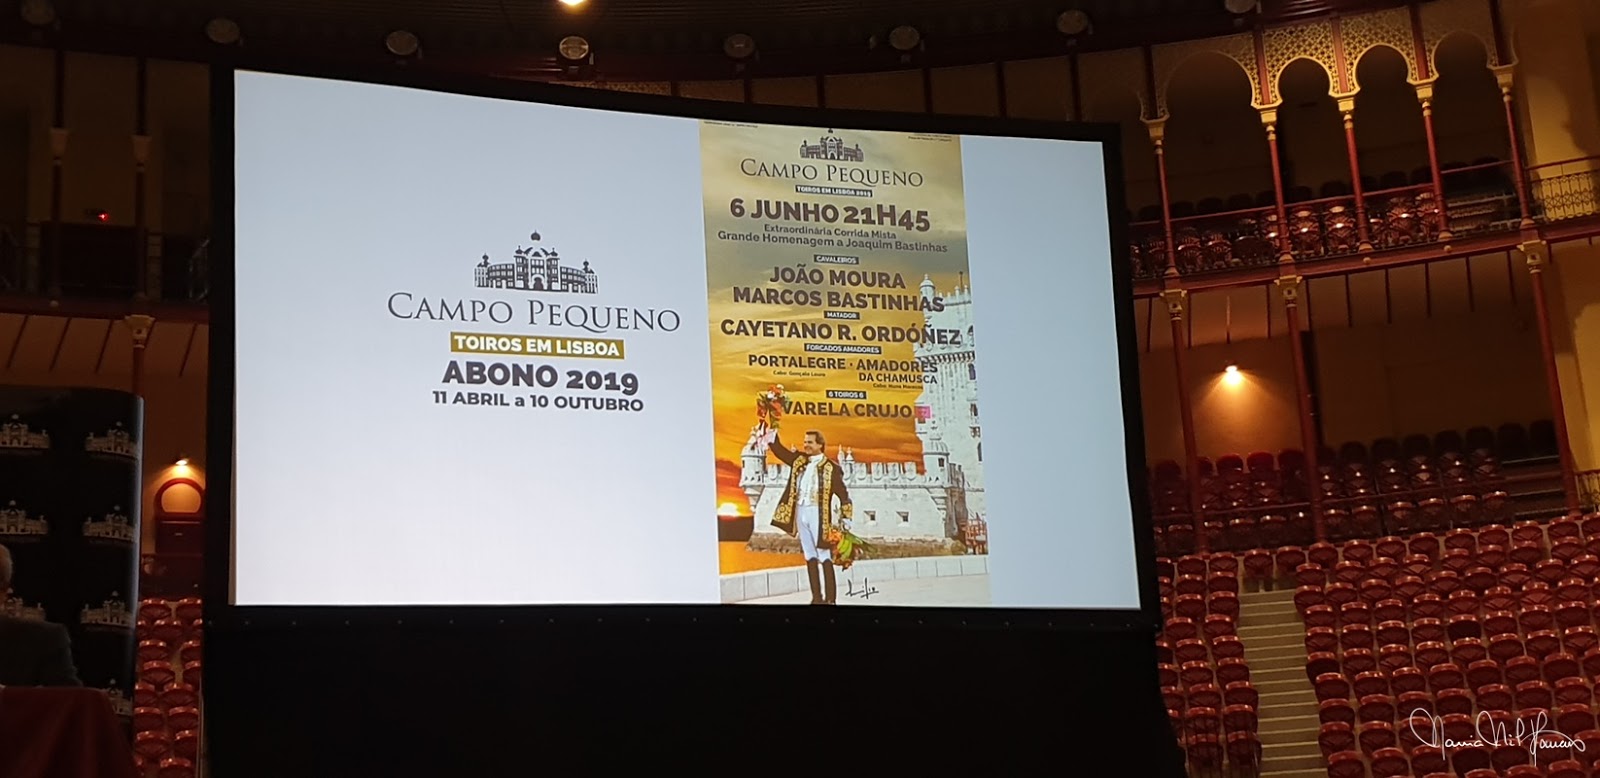 CAMPO PEQUENO
TOIROS EM LISBOA
ABONO 2019
11 ABRIL a 10 OUTUBRO
CAMPO PEQUENO
TOIROS EM LISBOA 2019
6 JUNHO 21H45
Extraordinária Corrida Mista
Grande Homenagem a Joaquim Bastinhas
CAVALEIROS
JOÃO MOURA
MARCOS BASTINHAS
MATADOR
CAYETANO R. ORDÓÑEZ
FORCADOS AMADORES
PORTALEGRE · AMADORES
DA CHAMUSCA
6 TOIROS 6
VARELA CRUJO